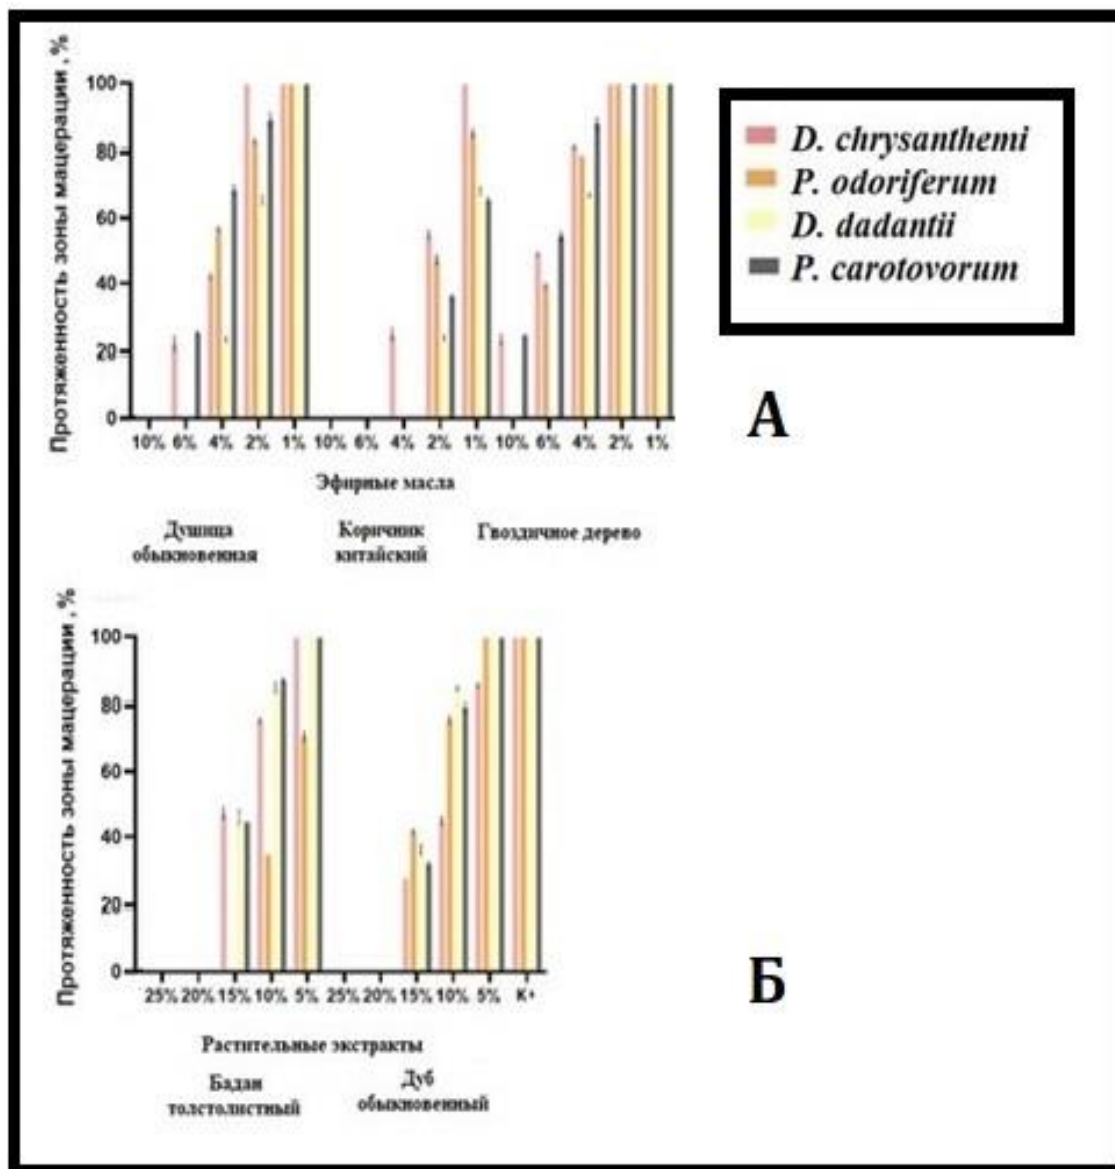 Протяженность зоны мацерации , %
100
80
60
40
20
0
10% 6% 4% 2% 1% 10% 6% 4% 2% 1% 10% 6% 4% 2% 1%
Эфирные масла
Душица
обыкновенная
Коричник
китайский
Гвоздичное дерево
D. chrysanthemi
P. odoriferum
D. dadantii
P. carotovorum
А
Протяженность зоны мацерации , %
100
80
60
40
20
0
25% 20% 15% 10% 5% 25% 20% 15% 10% 5% K+
Растительные экстракты
Бадан
толстолистный
Дуб
обыкновенный
Б